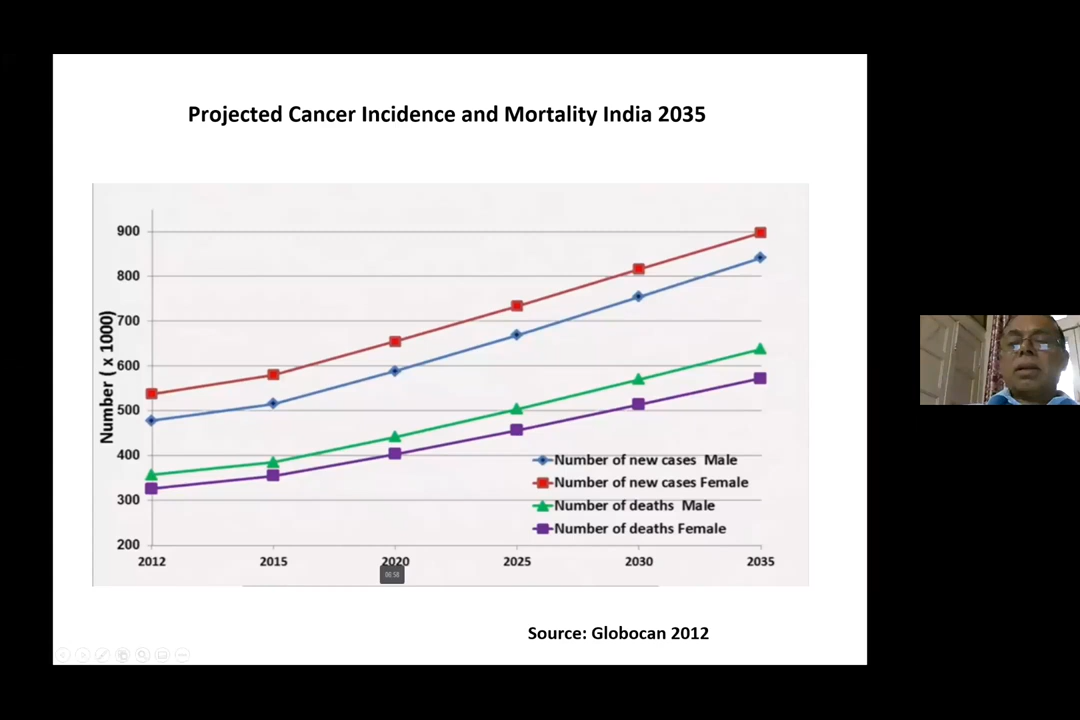 Projected Cancer Incidence and Mortality India 2035
Number ( x 1000)
900
800
700
600
500
400
300
200
Number of new cases Male
Number of new cases Female
Number of deaths Male
Number of deaths Female
2012 2015 2020 2025 2030 2035
08:58
Source: Globocan 2012